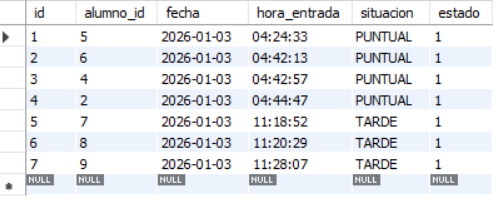 id alumno_id fecha hora_entrada situacion estado
1 5 2026-01-03 04:24:33 PUNTUAL 1
2 6 2026-01-03 04:42:13 PUNTUAL 1
3 4 2026-01-03 04:42:57 PUNTUAL 1
4 2 2026-01-03 04:44:47 PUNTUAL 1
5 7 2026-01-03 11:18:52 TARDE 1
6 8 2026-01-03 11:20:29 TARDE 1
7 9 2026-01-03 11:28:07 TARDE 1
NULL NULL NULL NULL NULL NULL